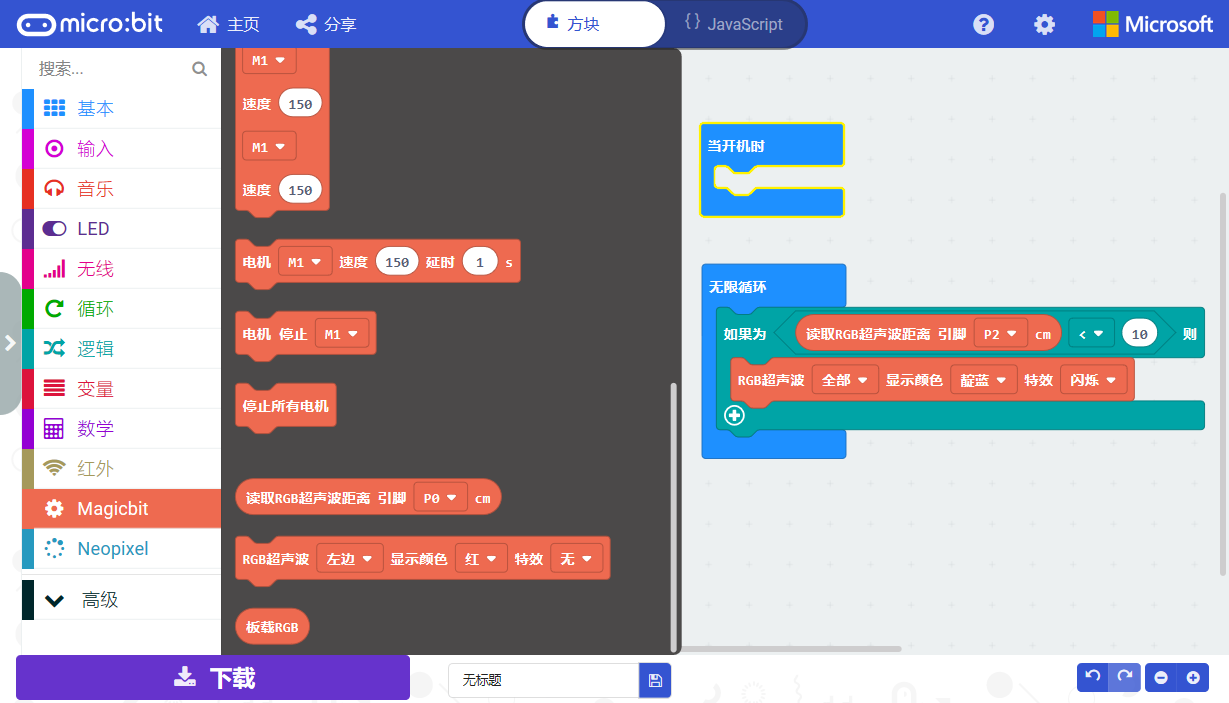 micro:bit 主页 分享 方块 {} JavaScript ? Microsoft
搜索...
基本
输入
音乐
LED
无线
循环
逻辑
变量
数学
红外
Magicbit
Neopixel
高级
M1
速度 150
M1
速度 150
电机 M1 速度 150 延时 1 s
电机 停止 M1
停止所有电机
读取RGB超声波距离 引脚 P0 cm
RGB超声波 左边 显示颜色 红 特效 无
板载RGB
当开机时
无限循环
如果为 读取RGB超声波距离 引脚 P2 cm < 10 则
RGB超声波 全部 显示颜色 靛蓝 特效 闪烁
下载
无标题